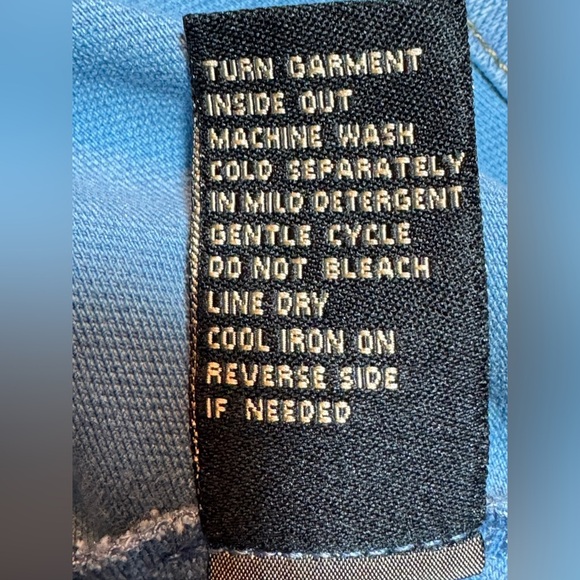 TURN GARMENT
INSIDE OUT
MACHINE WASH
COLD SEPARATELY
IN MILD DETERGENT
GENTLE CYCLE
DO NOT BLEACH
LINE DRY
COOL IRON ON
REVERSE SIDE
IF NEEDED